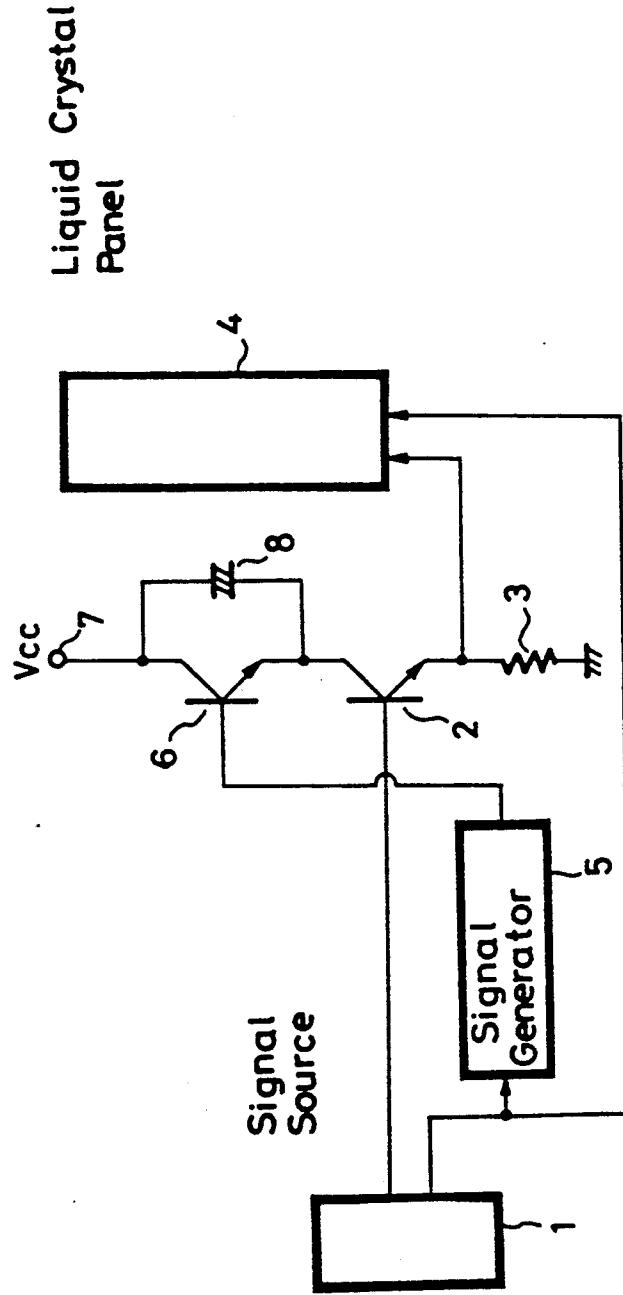 Liquid Crystal
Panel
Vcc
7
8
4
6
2
3
Signal
Source
Signal
Generator
5
1